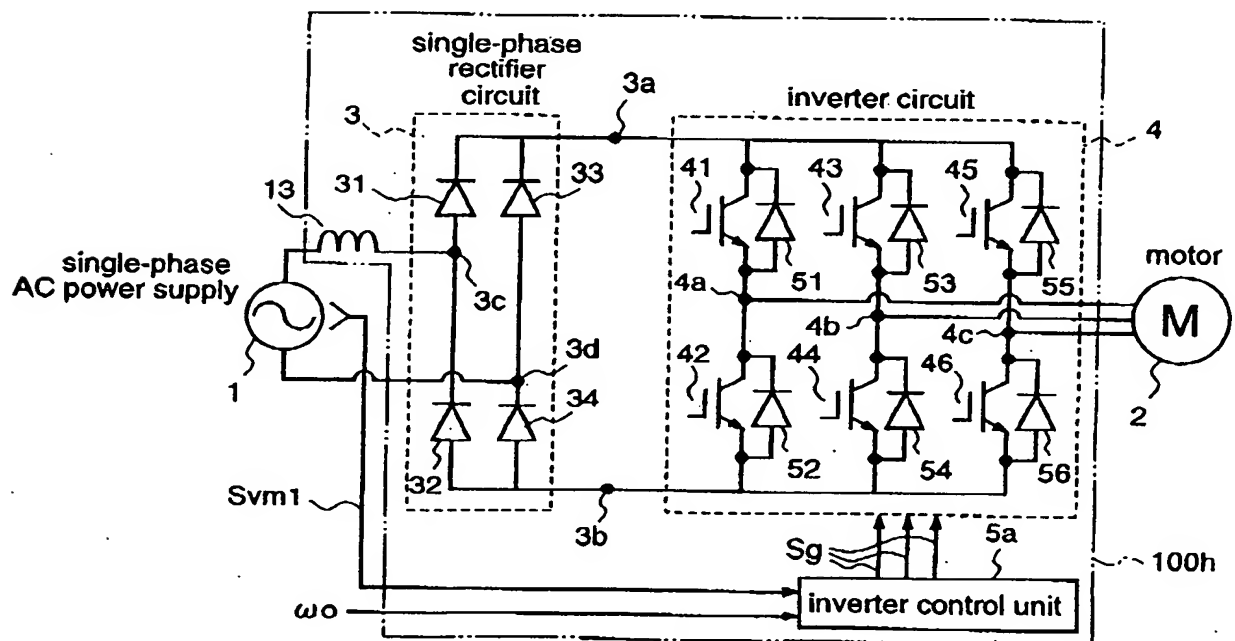 single-phase
rectifier
circuit
3a
inverter circuit
3
4
31
33
41
43
45
13
single-phase
AC power supply
3c
51
53
55
motor
4a
4b
4c
M
3d
1
34
42
44
46
2
32
52
54
56
Svm1
3b
Sg
5a
100h
ωo
inverter control unit